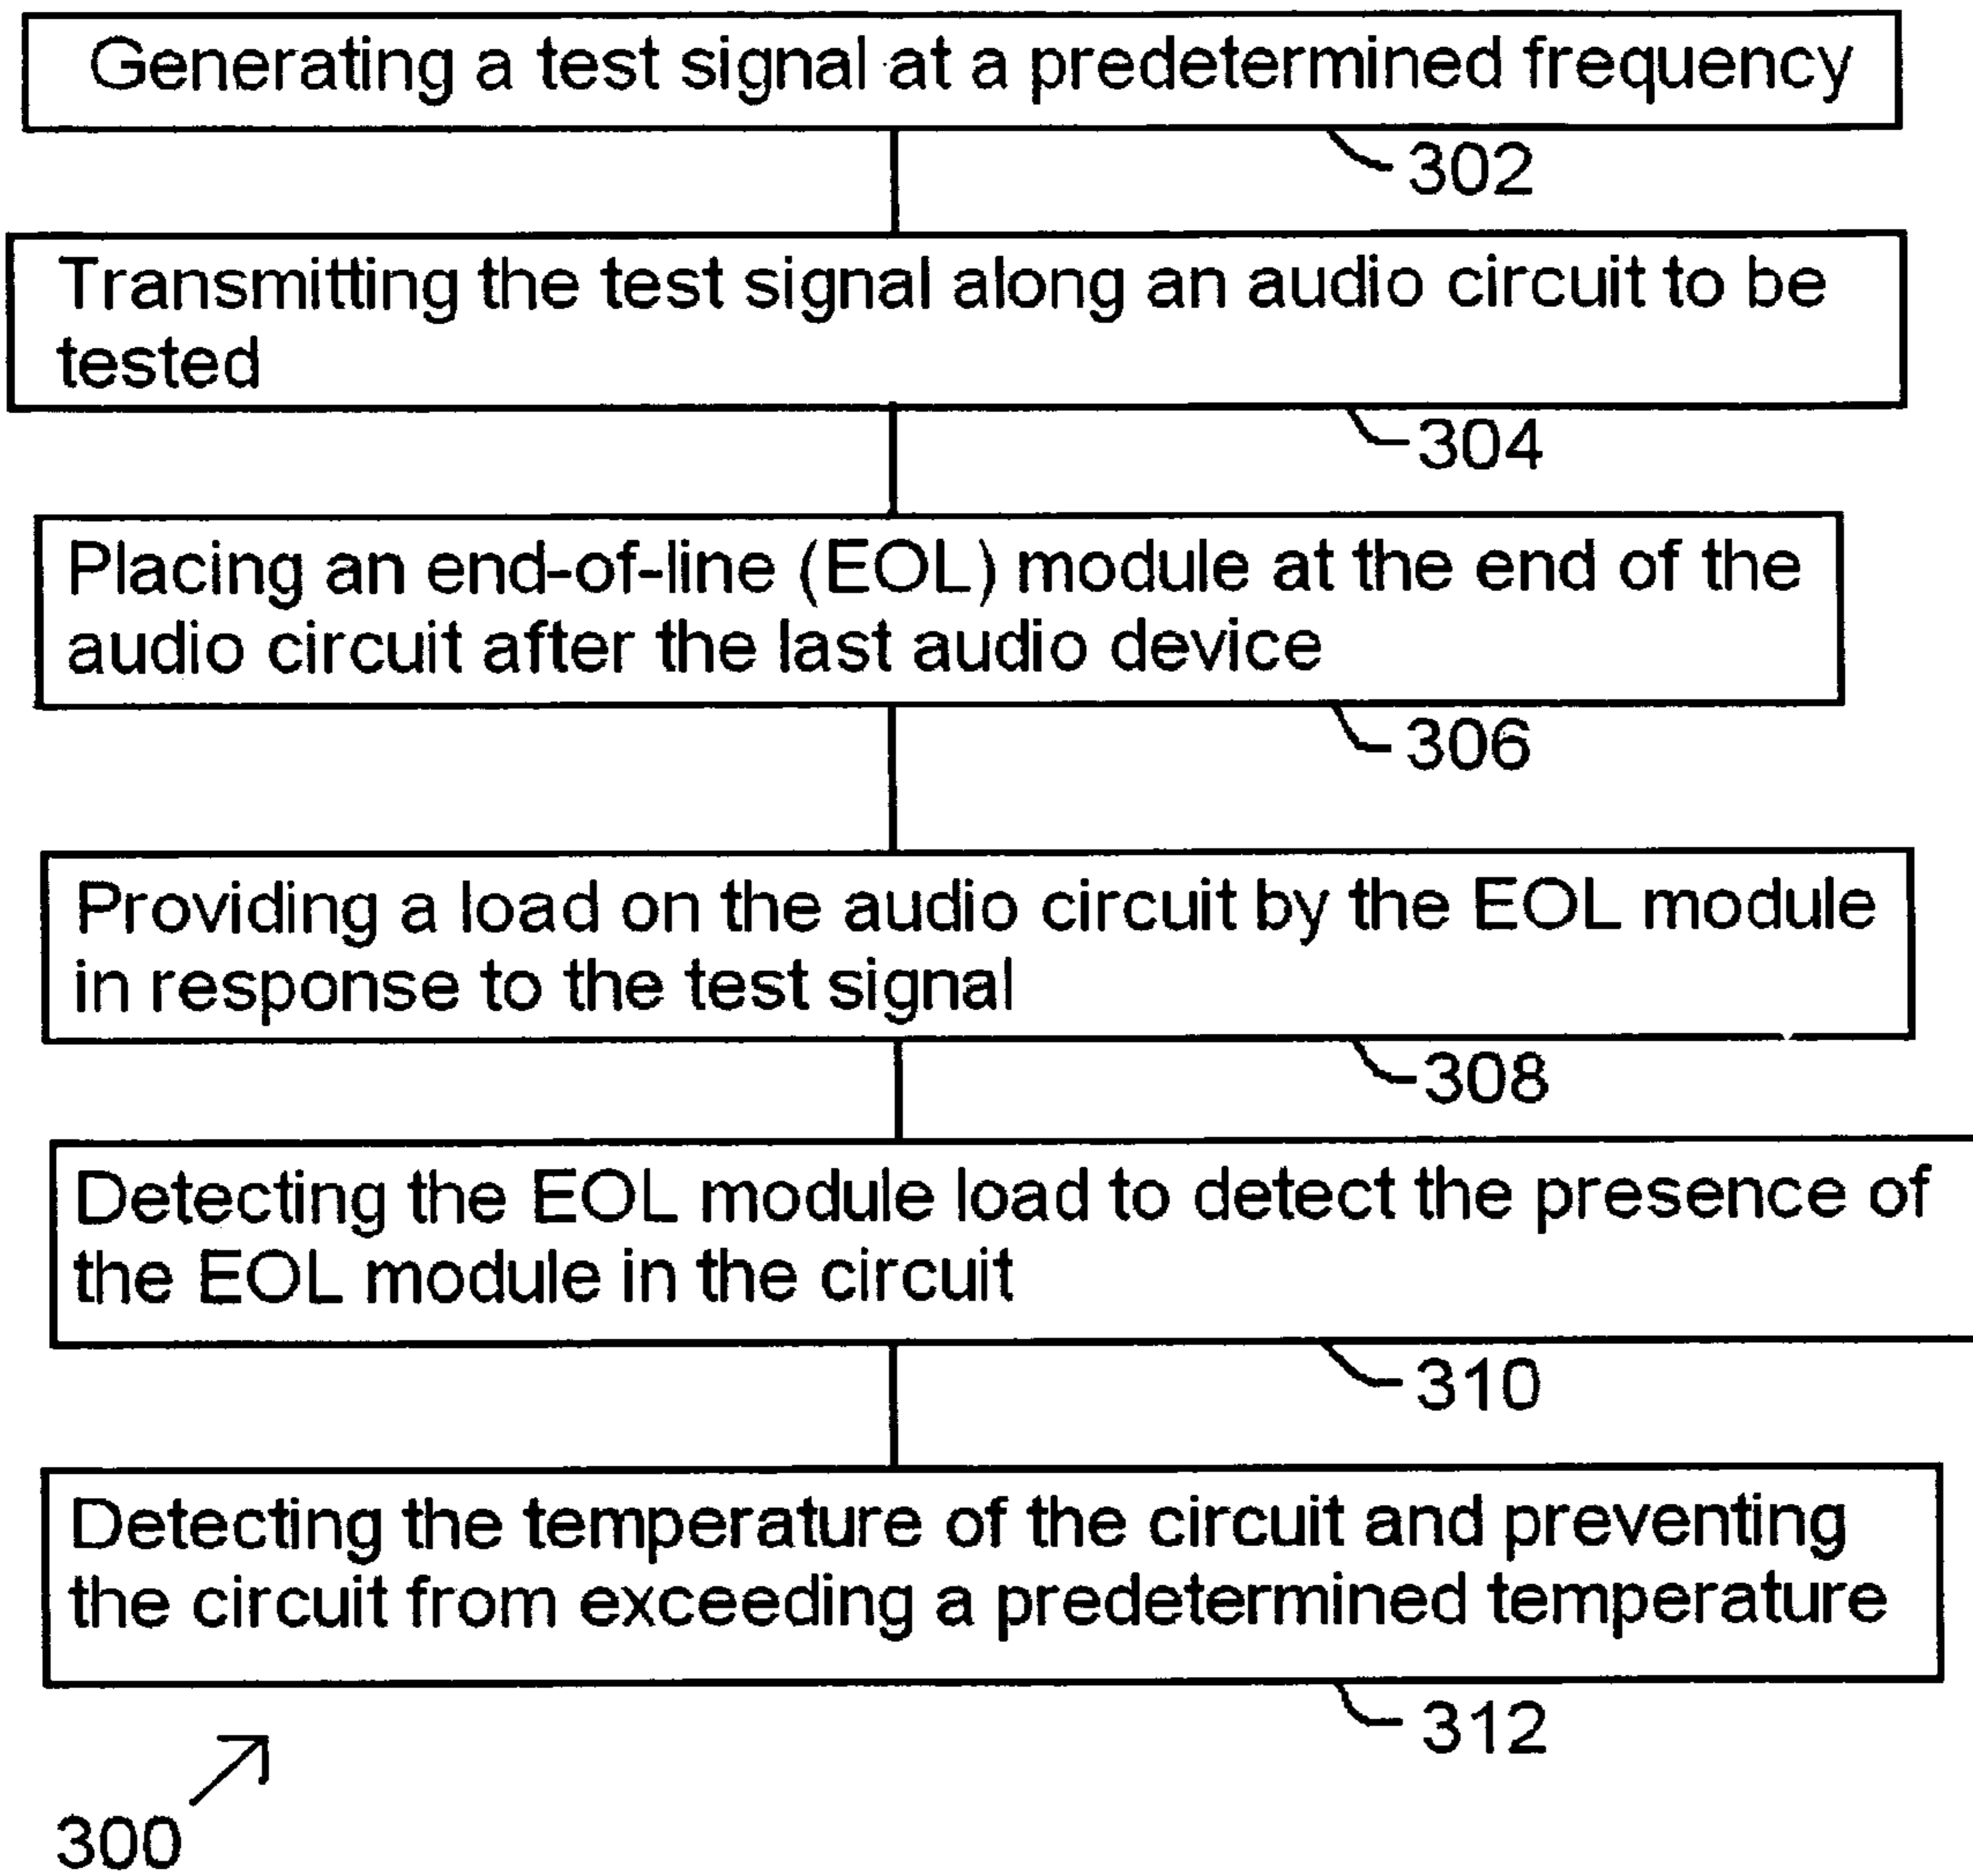 Generating a test signal at a predetermined frequency
302
Transmitting the test signal along an audio circuit to be
tested
304
Placing an end-of-line (EOL) module at the end of the
audio circuit after the last audio device
306
Providing a load on the audio circuit by the EOL module
in response to the test signal
308
Detecting the EOL module load to detect the presence of
the EOL module in the circuit
310
Detecting the temperature of the circuit and preventing
the circuit from exceeding a predetermined temperature
312
300